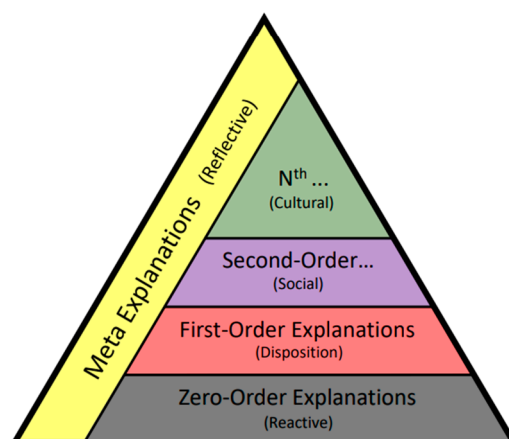 Meta Explanations (Reflective)
Nth ...
(Cultural)
Second-Order...
(Social)
First-Order Explanations
(Disposition)
Zero-Order Explanations
(Reactive)